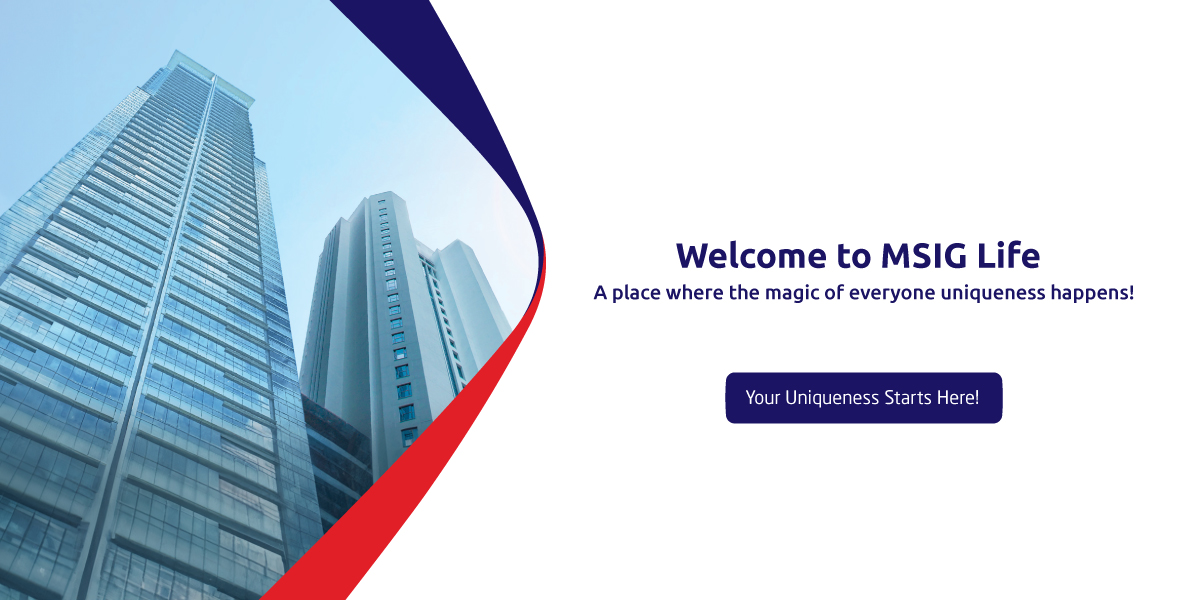 Welcome to MSIG Life
A place where the magic of everyone uniqueness happens!
Your Uniqueness Starts Here!